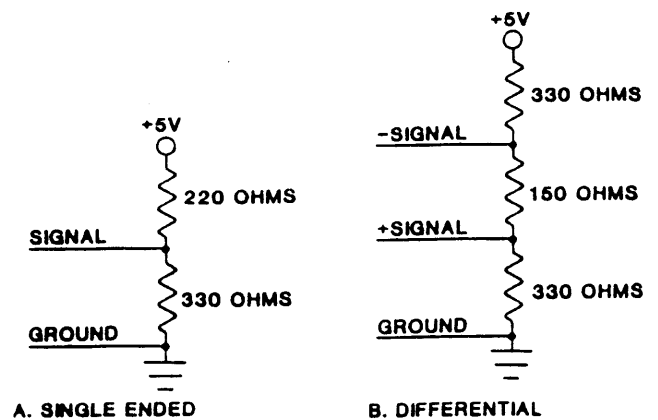 +5V
220 OHMS
SIGNAL
330 OHMS
GROUND
A. SINGLE ENDED
+5V
330 OHMS
-SIGNAL
150 OHMS
+SIGNAL
330 OHMS
GROUND
B. DIFFERENTIAL